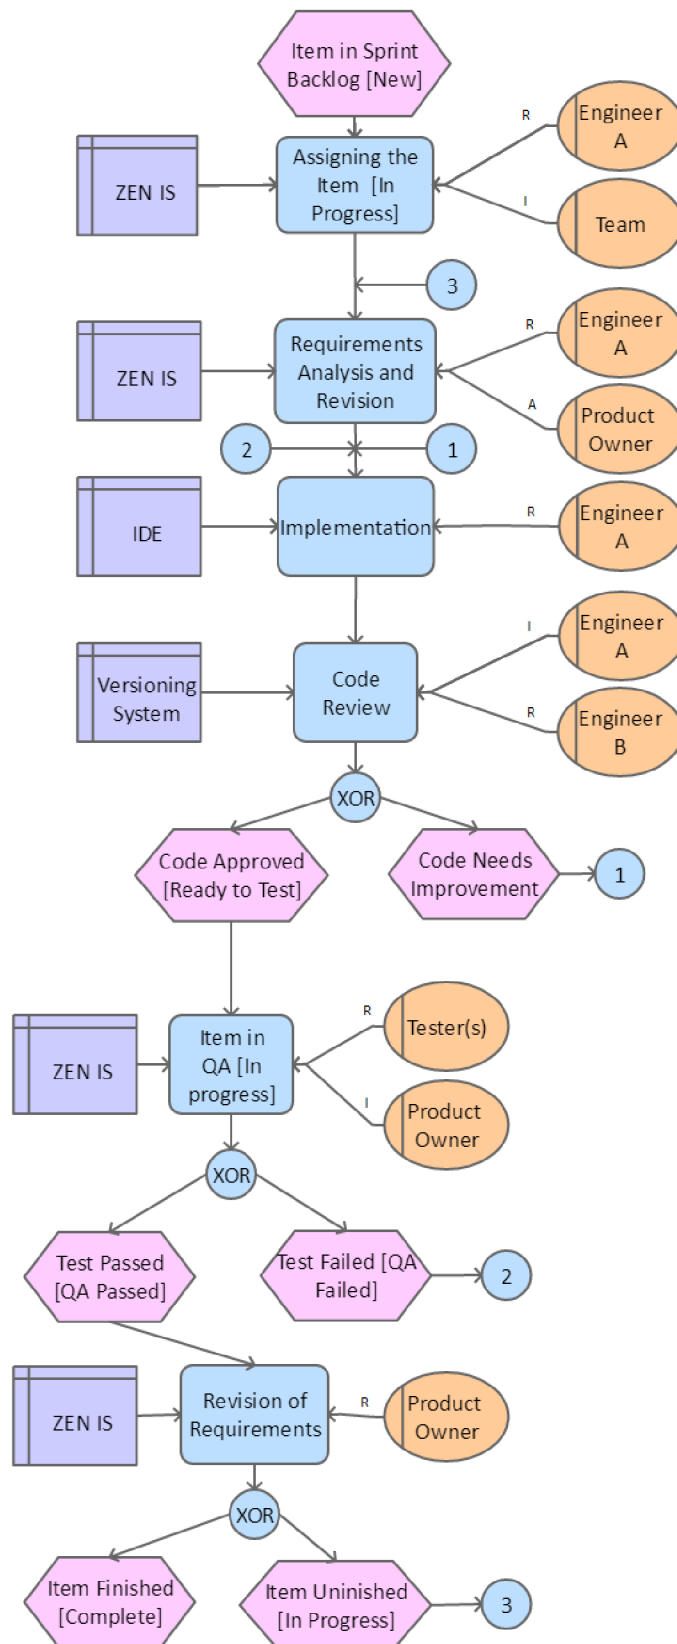 Item in Sprint
Backlog [New]
ZEN IS
Assigning the
Item [In
Progress]
R
Engineer
A
I
Team
3
ZEN IS
Requirements
Analysis and
Revision
R
Engineer
A
A
Product
Owner
2
1
IDE
Implementation
R
Engineer
A
Versioning
System
Code
Review
I
Engineer
A
R
Engineer
B
XOR
Code Approved
[Ready to Test]
Code Needs
Improvement
1
ZEN IS
Item in
QA [In
progress]
R
Tester(s)
I
Product
Owner
XOR
Test Passed
[QA Passed]
Test Failed [QA
Failed]
2
ZEN IS
Revision of
Requirements
R
Product
Owner
XOR
Item Finished
[Complete]
Item Uninished
[In Progress]
3